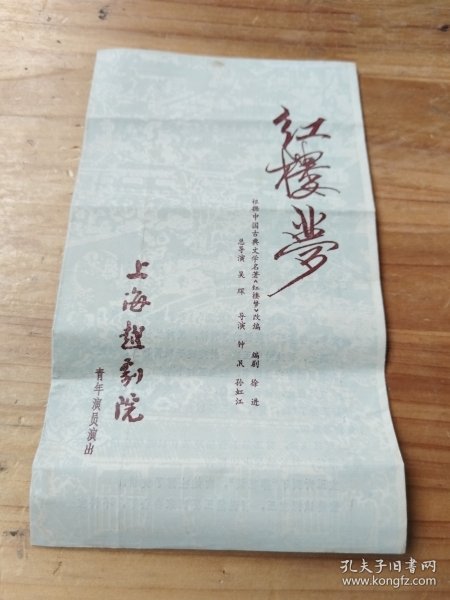 红楼梦
根据中国古典文学名著《红楼梦》改编 编剧 徐进
总导演 吴琛 导演 钟泯 孙虹江
上海越剧院
青年演员演出
孔夫子旧书网
www.kongfz.com